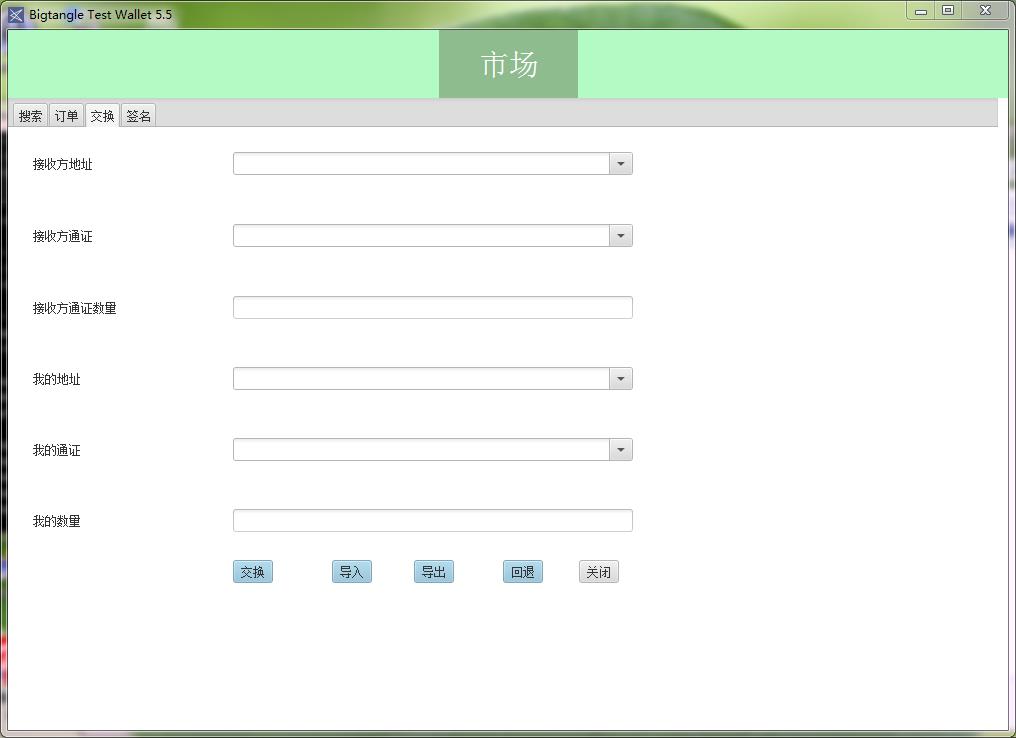 Bigtangle Test Wallet 5.5
市场
搜索 订单 交换 签名
接收方地址
接收方通证
接收方通证数量
我的地址
我的通证
我的数量
交换 导入 导出 回退 关闭